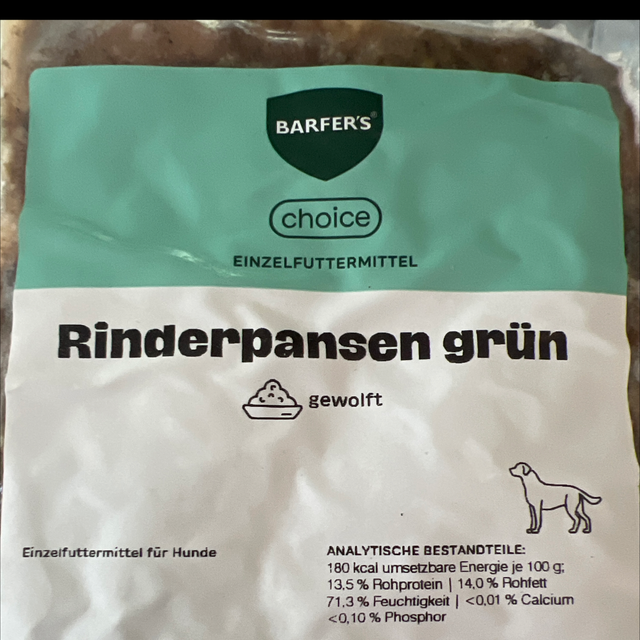 BARFER'S®
choice
EINZELFUTTERMITTEL
Rinderpansen grün
gewolft
Einzelfuttermittel für Hunde
ANALYTISCHE BESTANDTEILE:
180 kcal umsetzbare Energie je 100 g;
13,5 % Rohprotein | 14,0 % Rohfett
71,3 % Feuchtigkeit | <0,01 % Calcium
<0,10 % Phosphor